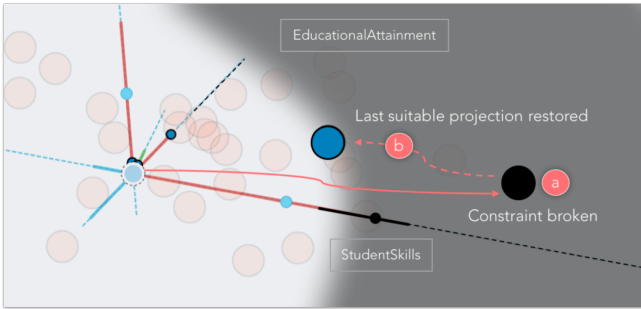 EducationalAttainment
Last suitable projection restored
b
a
Constraint broken
StudentSkills